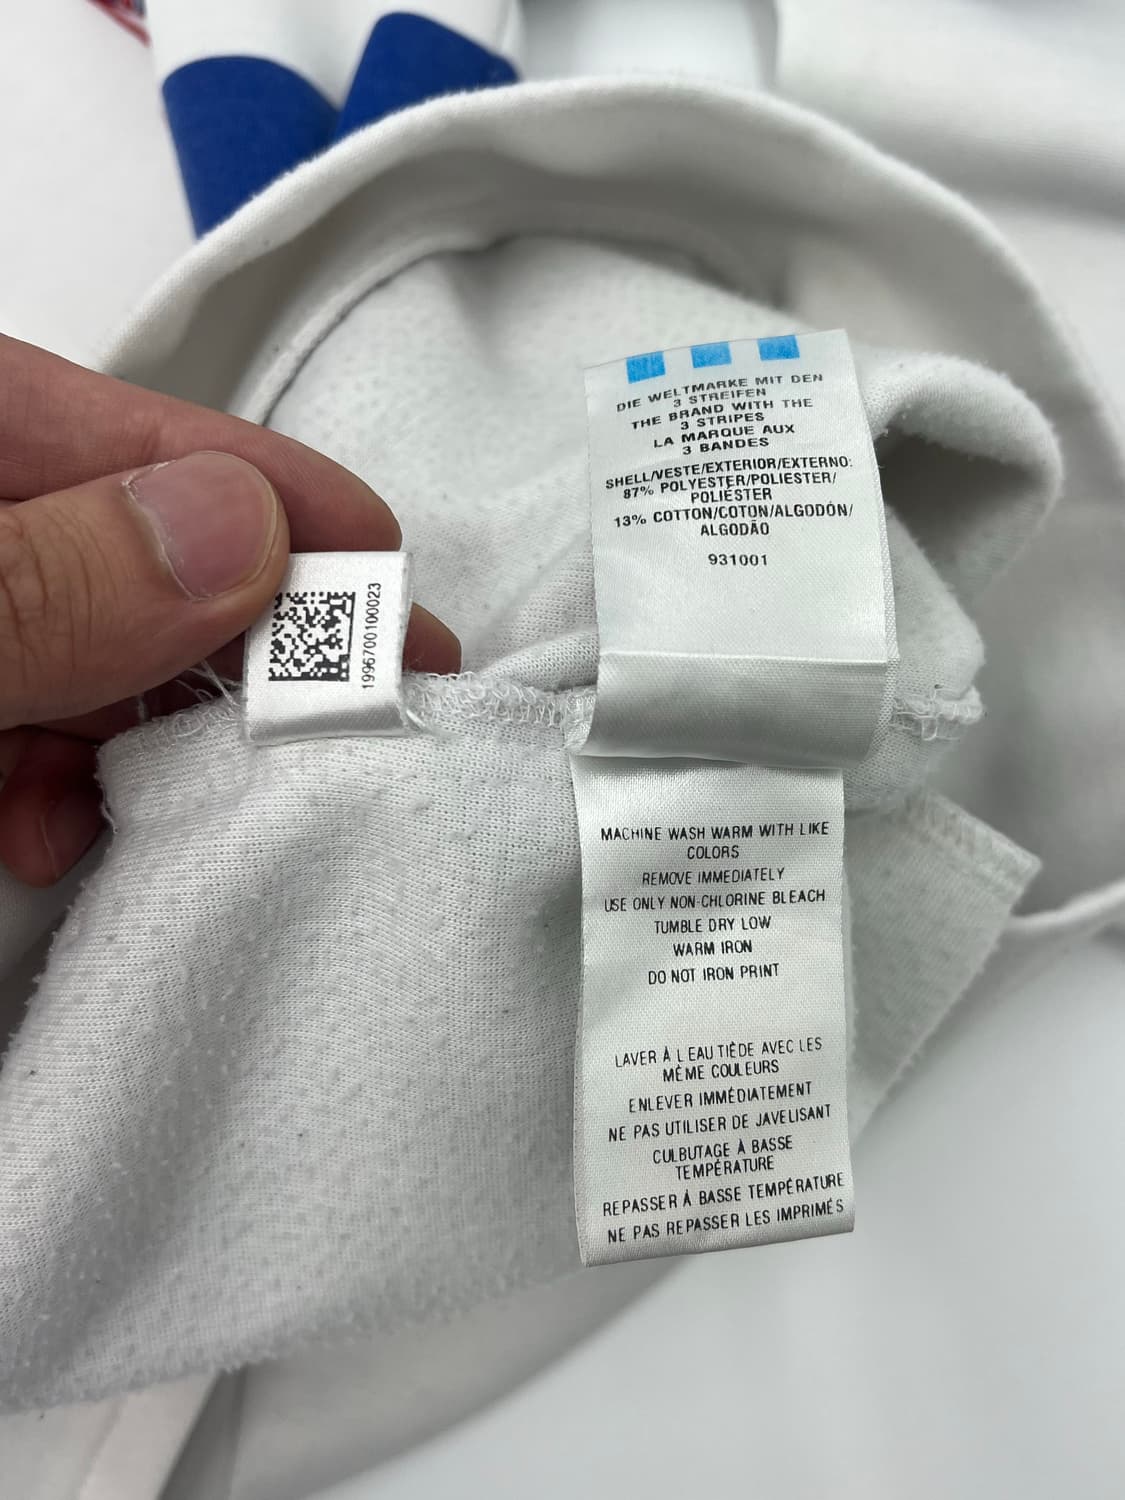 DIE WELTMARKE MIT DEN
3 STREIFEN
THE BRAND WITH THE
3 STRIPES
LA MARQUE AUX
3 BANDES
SHELL/VESTE/EXTERIOR/EXTERNO:
87% POLYESTER/POLIESTER/
POLIÉSTER
13% COTTON/COTON/ALGODÓN/
ALGODÃO
931001
1996700100023
MACHINE WASH WARM WITH LIKE
COLORS
REMOVE IMMEDIATELY
USE ONLY NON-CHLORINE BLEACH
TUMBLE DRY LOW
WARM IRON
DO NOT IRON PRINT
LAVER À L EAU TIÈDE AVEC LES
MÊME COULEURS
ENLEVER IMMÉDIATEMENT
NE PAS UTILISER DE JAVELISANT
CULBUTAGE À BASSE
TEMPÉRATURE
REPASSER À BASSE TEMPÉRATURE
NE PAS REPASSER LES IMPRIMÉS